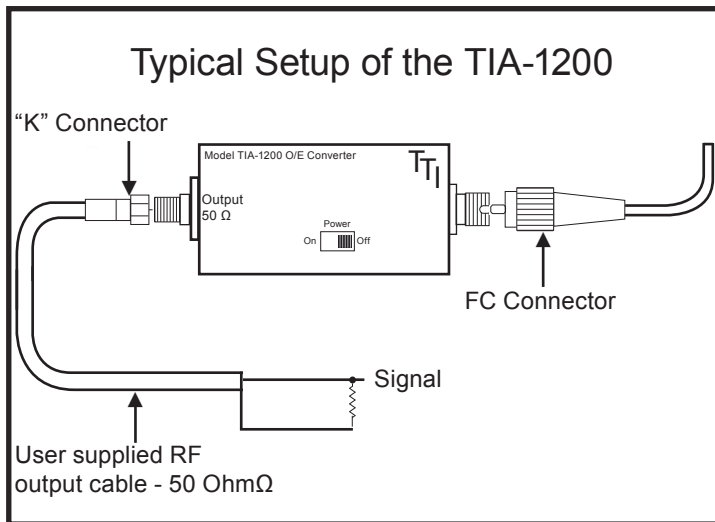 Typical Setup of the TIA-1200
“K” Connector
Model TIA-1200 O/E Converter
TTI
Output
50 Ω
Power
On Off
FC Connector
Signal
User supplied RF
output cable - 50 OhmΩ